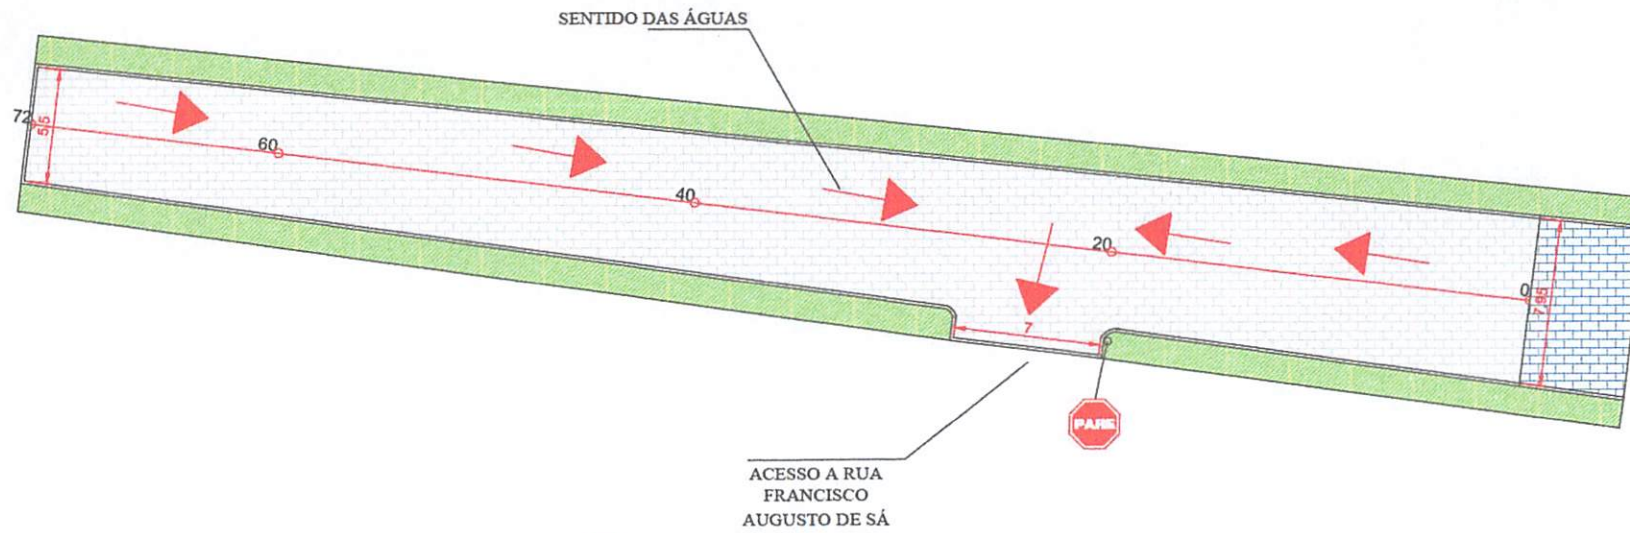 SENTIDO DAS ÁGUAS
72
5,5
60
40
20
0
7,95
7
PARE
ACESSO A RUA
FRANCISCO
AUGUSTO DE SÁ